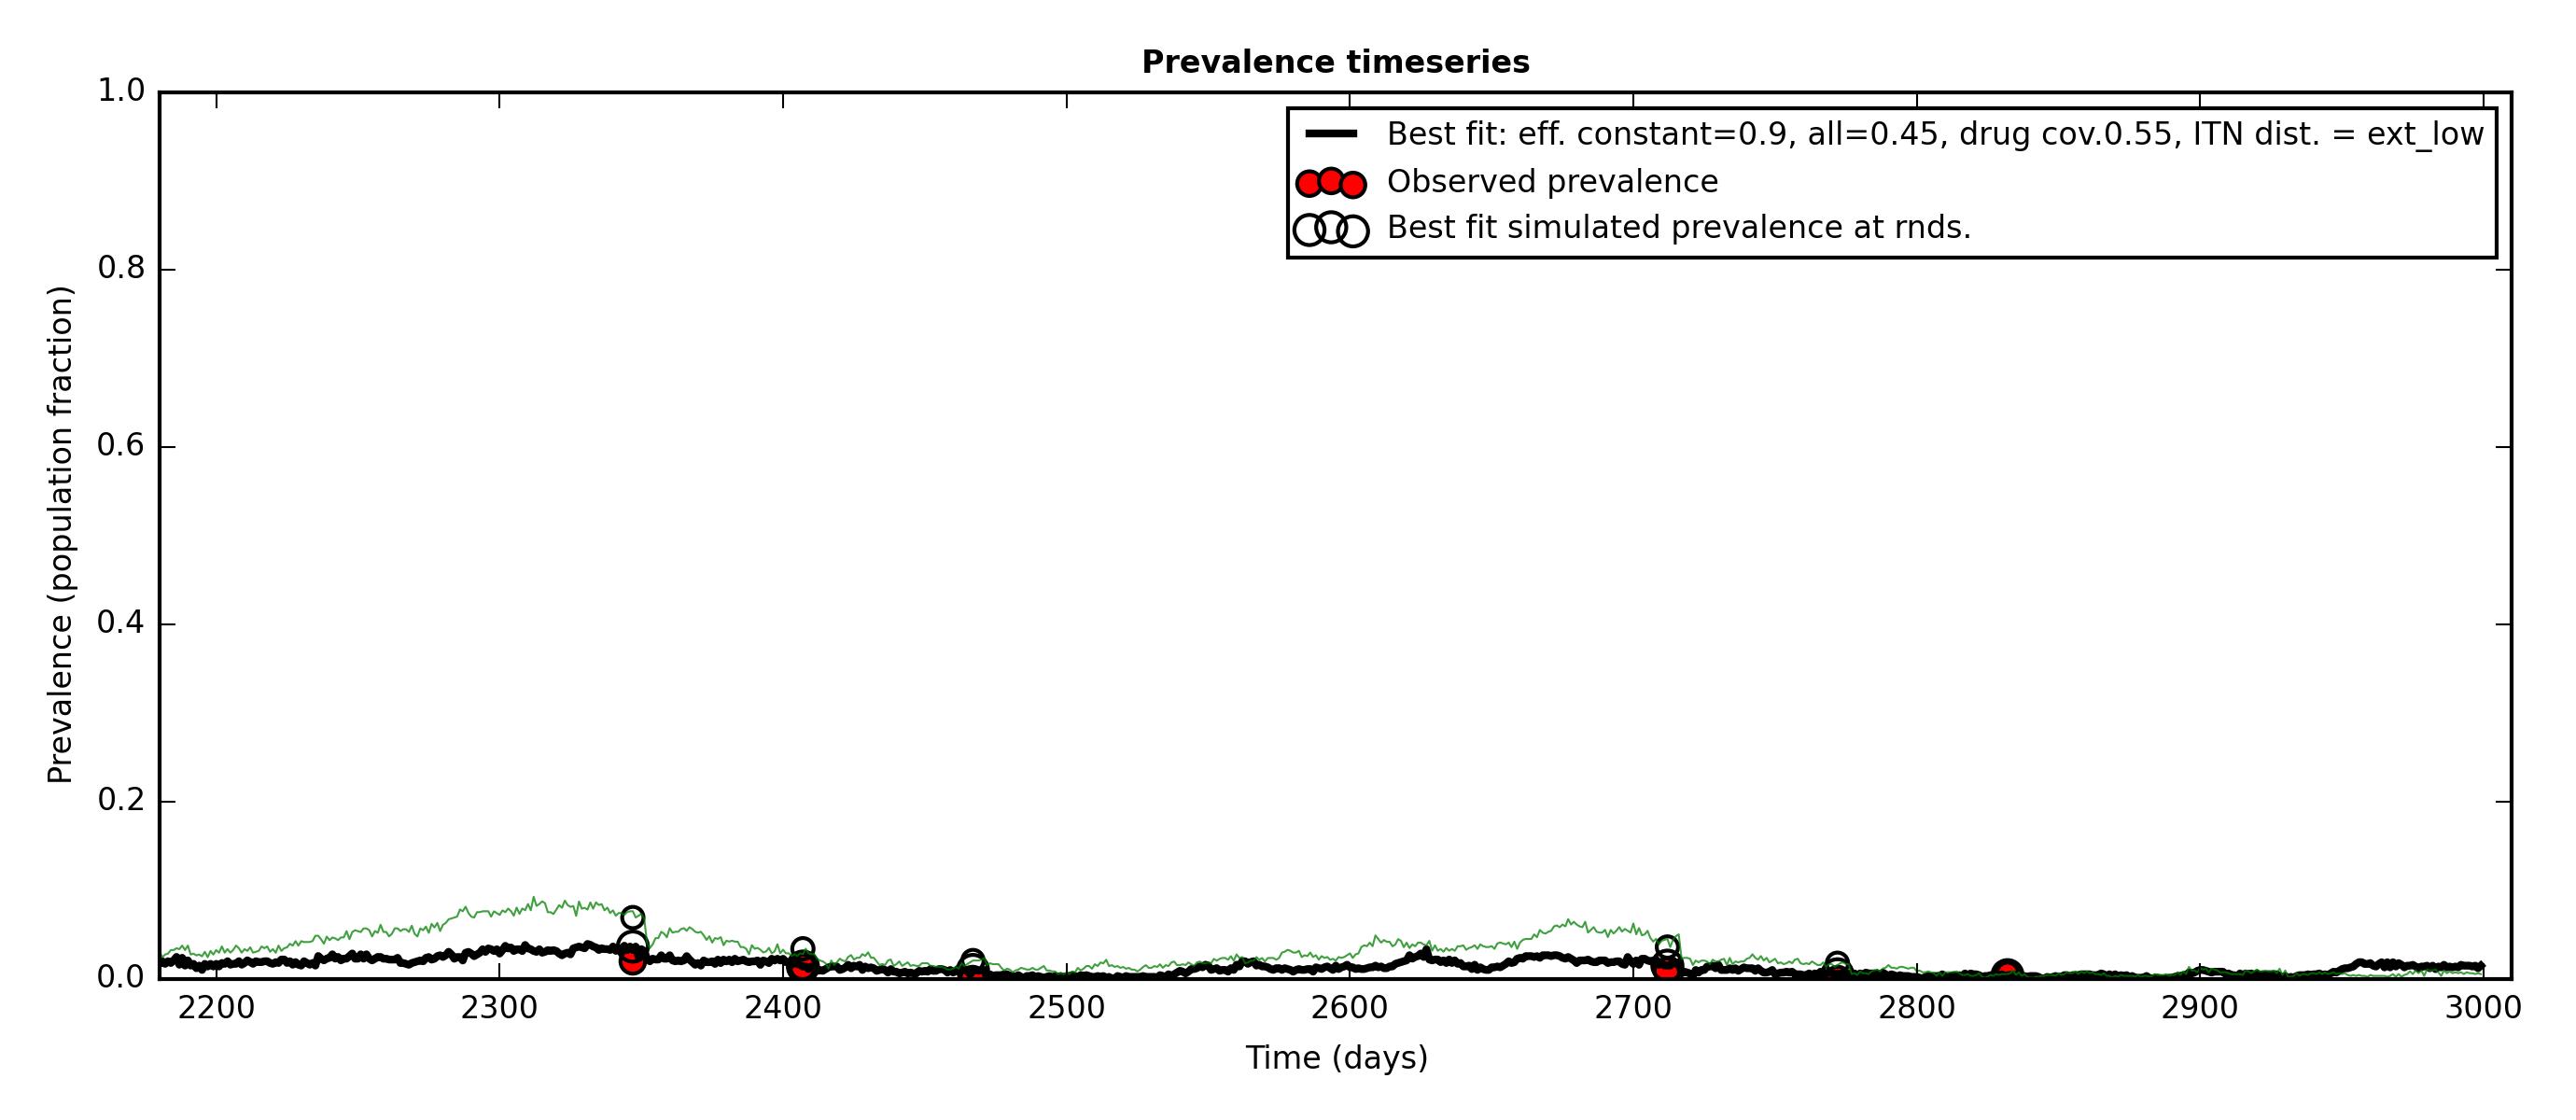 Prevalence timeseries
1.0
0.8
0.6
0.4
0.2
0.0
Prevalence (population fraction)
Best fit: eff. constant=0.9, all=0.45, drug cov.0.55, ITN dist. = ext_low
Observed prevalence
Best fit simulated prevalence at rnds.
2200 2300 2400 2500 2600 2700 2800 2900 3000
Time (days)